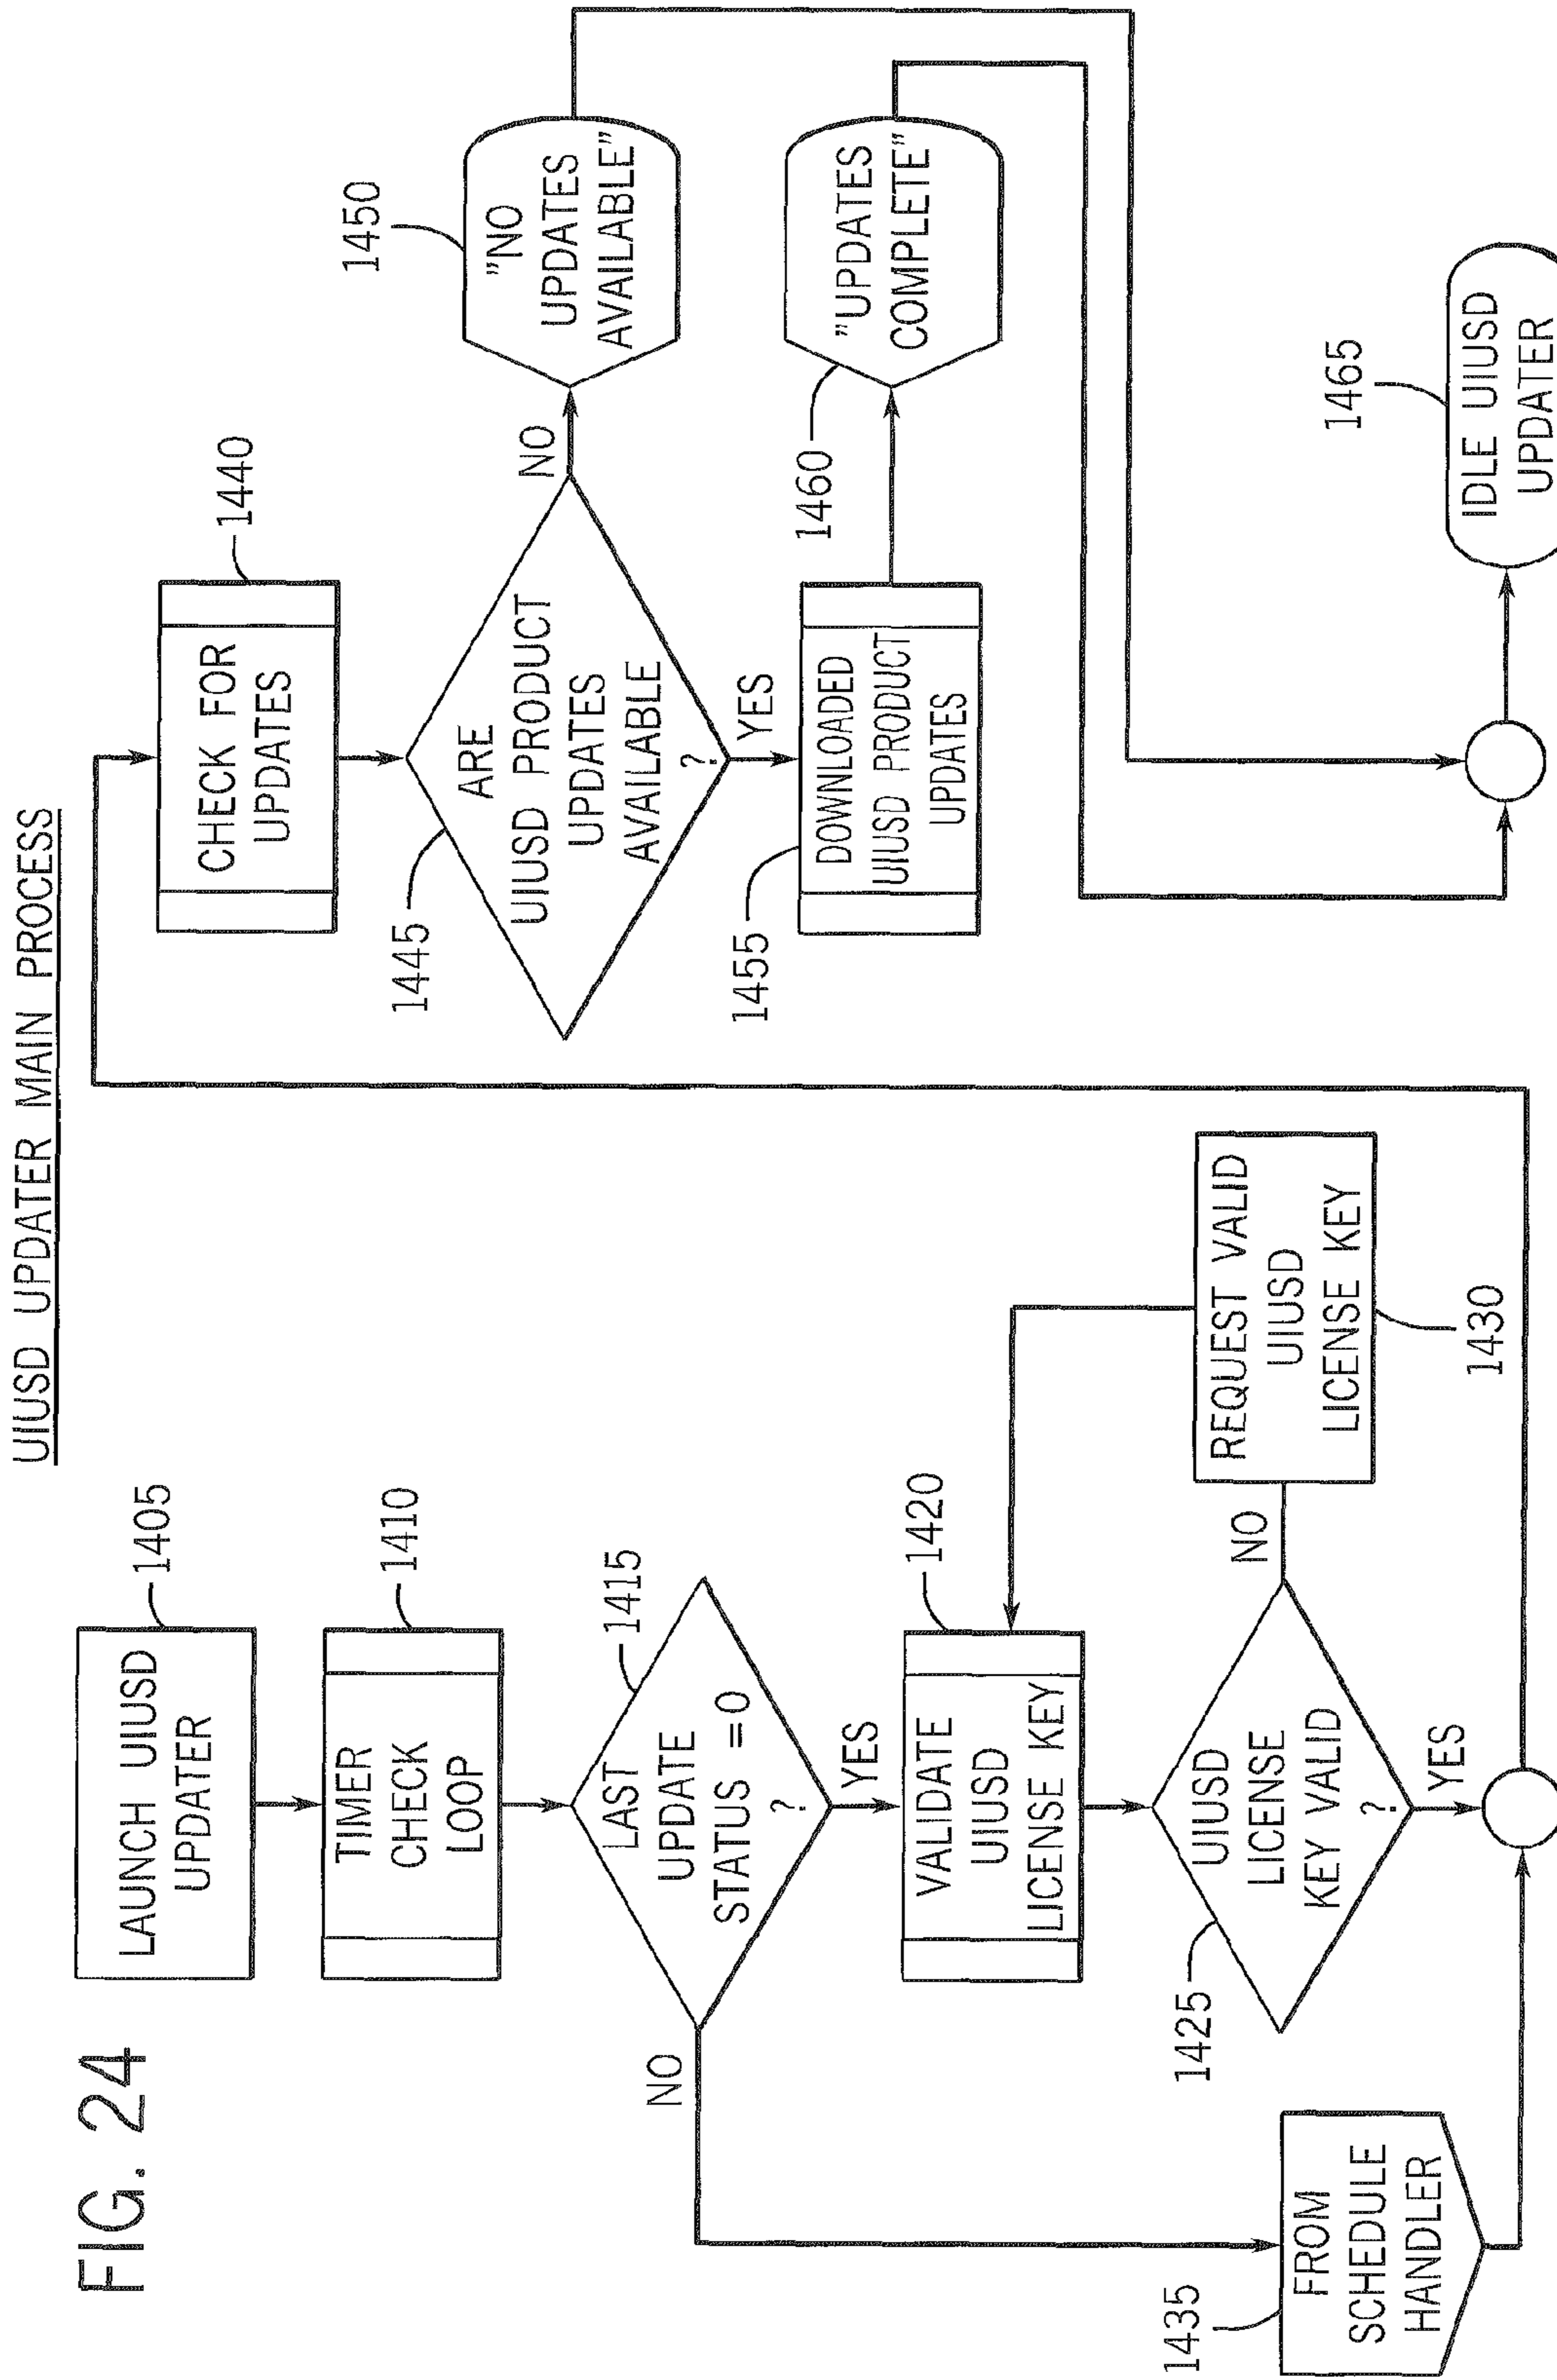 UIUSD UPDATER MAIN PROCESS
FIG. 24
LAUNCH UIUSD
UPDATER
1405
TIMER
CHECK
LOOP
1410
LAST
UPDATE
STATUS =0
?
1415
NO
YES
VALIDATE
UIUSD
LICENSE KEY
1420
UIUSD
LICENSE
KEY VALID
?
1425
NO
YES
REQUEST VALID
UIUSD
LICENSE KEY
1430
FROM
SCHEDULE
HANDLER
1435
CHECK FOR
UPDATES
1440
ARE
UIUSD PRODUCT
UPDATES
AVAILABLE
?
1445
NO
YES
"NO
UPDATES
AVAILABLE"
1450
DOWNLOADED
UIUSD PRODUCT
UPDATES
1455
"UPDATES
COMPLETE"
1460
IDLE UIUSD
UPDATER
1465